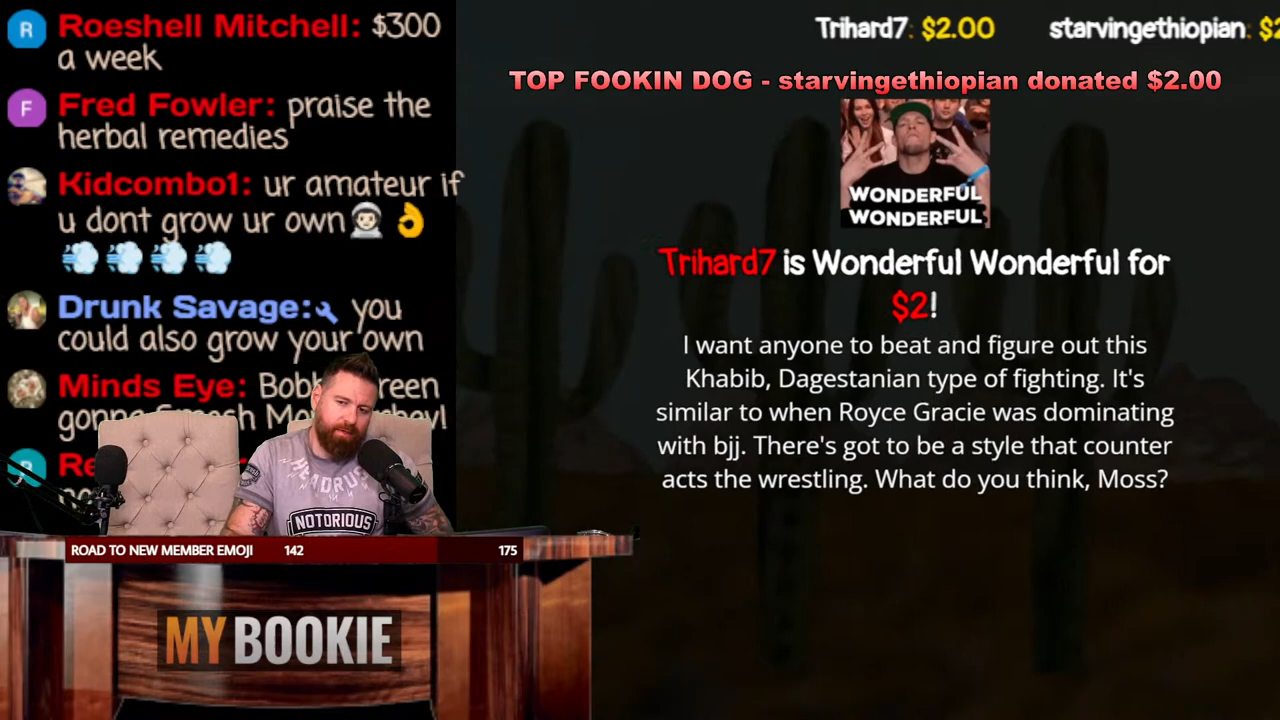 Roeshell Mitchell: $300
a week
Fred Fowler: praise the
herbal remedies
Kidcombo1: ur amateur if
u dont grow ur own
Drunk Savage: you
could also grow your own
Minds Eye:
HEADRUSH
NOTORIOUS
ROAD TO NEW MEMBER EMOJI 142 175
MYBOOKIE
Trihard7: $2.00 starvingethiopian:
TOP FOOKIN DOG - starvingethiopian donated $2.00
WONDERFUL
WONDERFUL
Trihard7 is Wonderful Wonderful for
$2!
I want anyone to beat and figure out this
Khabib, Dagestanian type of fighting. It's
similar to when Royce Gracie was dominating
with bjj. There's got to be a style that counter
acts the wrestling. What do you think, Moss?